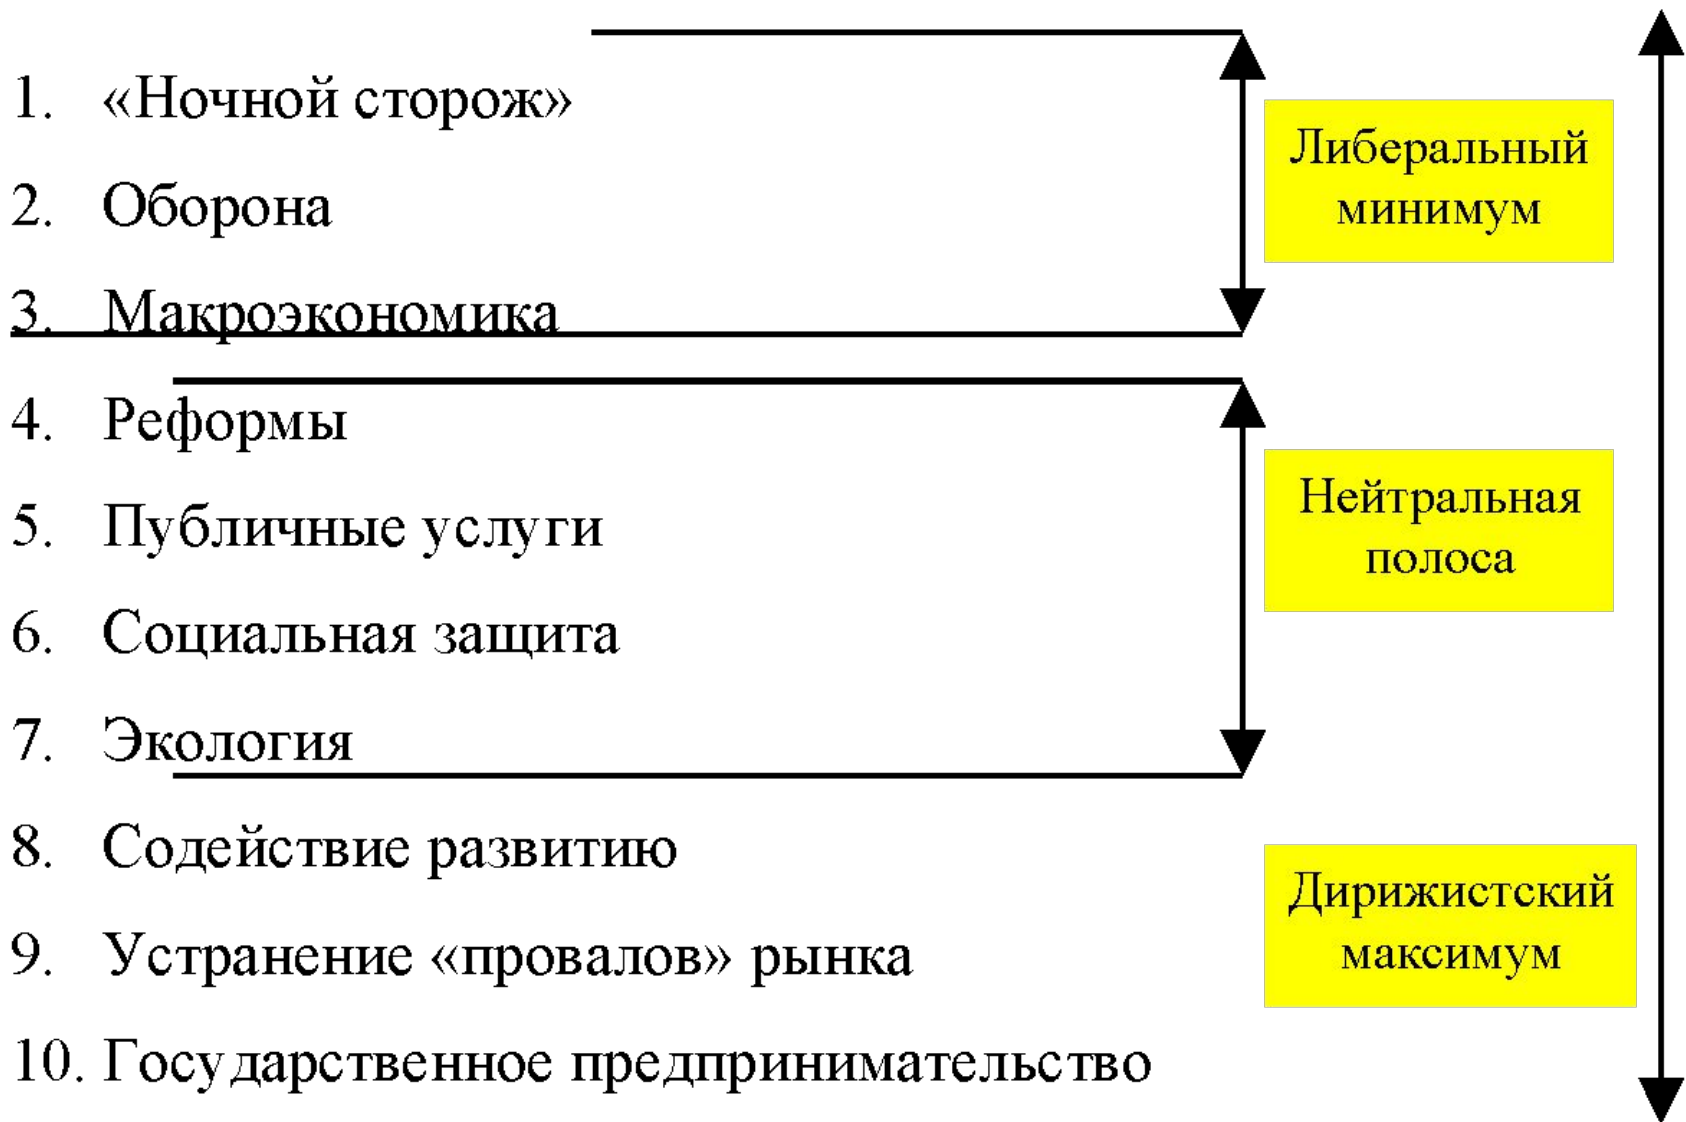 1. «Ночной сторож»
2. Оборона
3. Макроэкономика
4. Реформы
5. Публичные услуги
6. Социальная защита
7. Экология
8. Содействие развитию
9. Устранение «провалов» рынка
10. Государственное предпринимательство
Либеральный
минимум
Нейтральная
полоса
Дирижистский
максимум